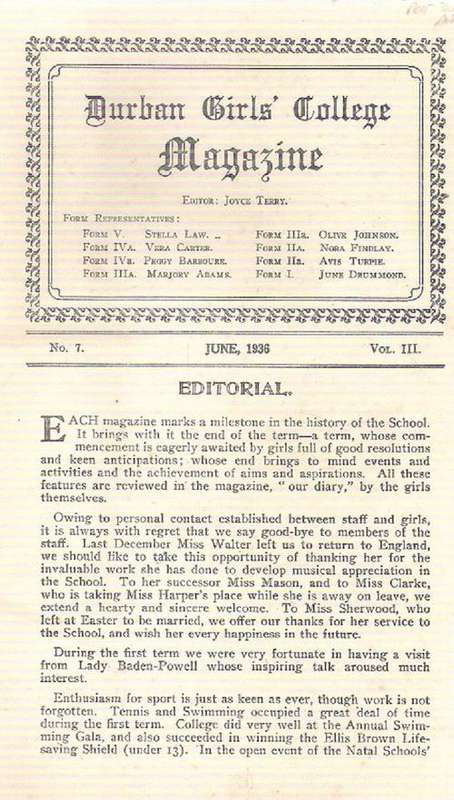 Durban Girls' College
Magazine
EDITOR: JOYCE TERRY.
FORM REPRESENTATIVES:
FORM V. STELLA LAW.
FORM IVA. VERA CARTER.
FORM IVB. PEGGY BARBOURE.
FORM IIIA. MARJORY ADAMS.
FORM IIIB. OLIVE JOHNSON.
FORM IIA. NORA FINDLAY.
FORM IIB. AVIS TURPIE.
FORM I. JUNE DRUMMOND.
No. 7. JUNE, 1936 VOL. III.
EDITORIAL.
EACH magazine marks a milestone in the history of the School.
It brings with it the end of the term—a term, whose com-
mencement is eagerly awaited by girls full of good resolutions
and keen anticipations; whose end brings to mind events and
activities and the achievement of aims and aspirations. All these
features are reviewed in the magazine, "our diary," by the girls
themselves.
Owing to personal contact established between staff and girls,
it is always with regret that we say good-bye to members of the
staff. Last December Miss Walter left us to return to England,
we should like to take this opportunity of thanking her for the
invaluable work she has done to develop musical appreciation in
the School. To her successor Miss Mason, and to Miss Clarke,
who is taking Miss Harper's place while she is away on leave, we
extend a hearty and sincere welcome. To Miss Sherwood, who
left at Easter to be married, we offer our thanks for her service to
the School, and wish her every happiness in the future.
During the first term we were very fortunate in having a visit
from Lady Baden-Powell whose inspiring talk aroused much
interest.
Enthusiasm for sport is just as keen as ever, though work is not
forgotten. Tennis and Swimming occupied a great deal of time
during the first term. College did very well at the Annual Swim-
ming Gala, and also succeeded in winning the Ellis Brown Life-
saving Shield (under 13). In the open event of the Natal Schools'